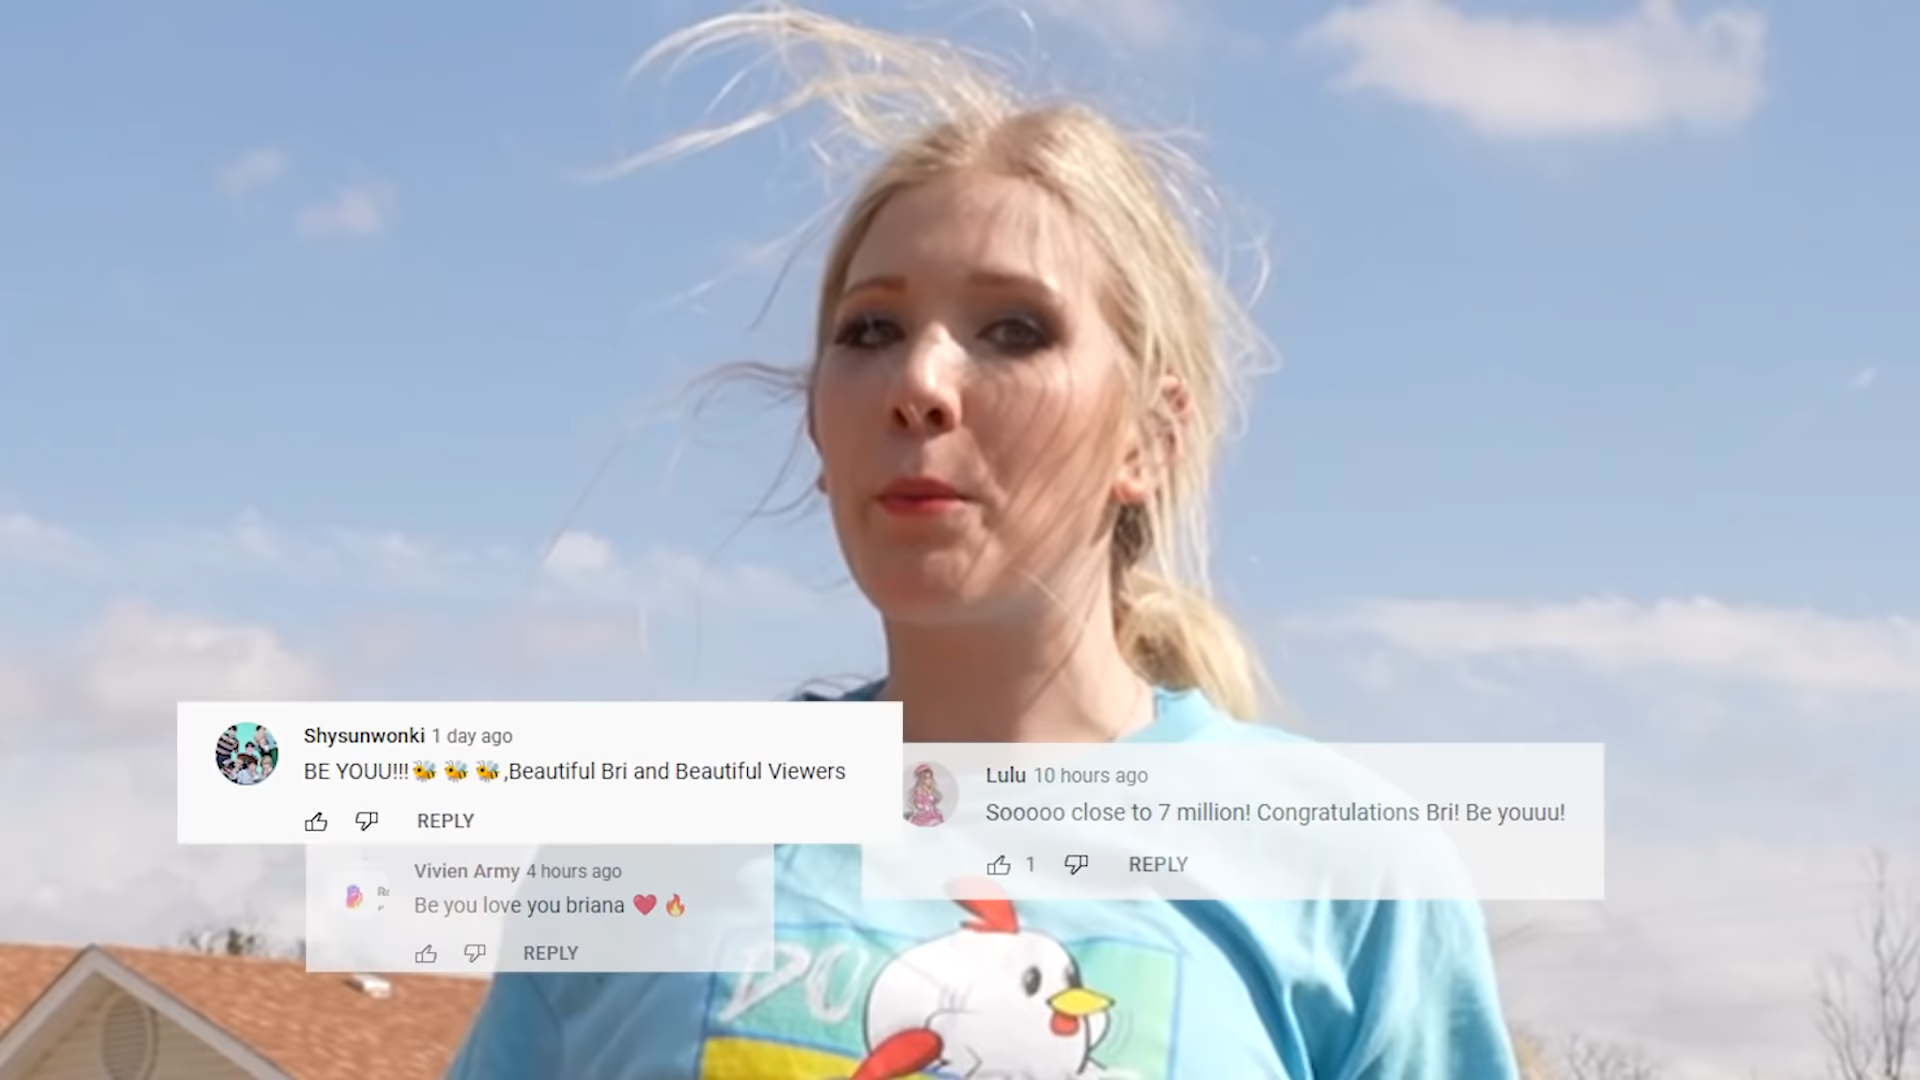 Shysunwonki 1 day ago
BE YOUU!!!🐝 🐝 🐝,Beautiful Bri and Beautiful Viewers
REPLY
Lulu 10 hours ago
Sooooo close to 7 million! Congratulations Bri! Be youuu!
1
REPLY
Vivien Army 4 hours ago
Be you love you briana ❤️ 🔥
REPLY
DO